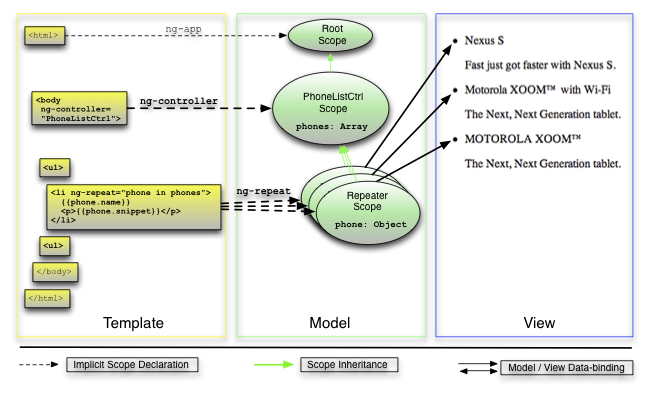 <html>
ng-app
Root
Scope
<body
ng-controller=
"PhoneListCtrl">
ng-controller
PhoneListCtrl
Scope
phones: Array
<ul>
<li ng-repeat="phone in phones">
{{phone.name}}
<p>{{phone.snippet}}</p>
</li>
ng-repeat
Repeater
Scope
phone: Object
<ul>
</body>
</html>
Template
Model
• Nexus S
Fast just got faster with Nexus S.
• Motorola XOOM™ with Wi-Fi
The Next, Next Generation tablet.
• MOTOROLA XOOM™
The Next, Next Generation tablet.
View
Implicit Scope Declaration
Scope Inheritance
Model / View Data-binding